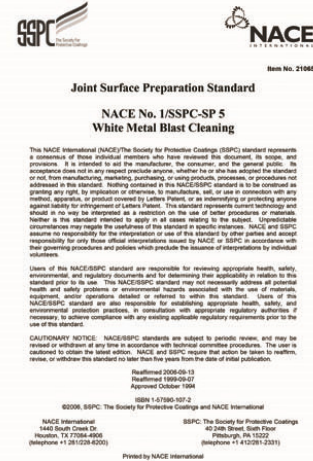 SSPC
The Society for
Protective Coatings
NACE
INTERNATIONAL
Item No. 21065
Joint Surface Preparation Standard
NACE No. 1/SSPC-SP 5
White Metal Blast Cleaning
This NACE International (NACE)/The Society for Protective Coatings (SSPC) standard represents
a consensus of those individual members who have reviewed this document, its scope, and
provisions. It is intended to aid the manufacturer, the consumer, and the general public. Its
acceptance does not in any respect preclude anyone, whether he or she has adopted the standard
or not, from manufacturing, marketing, purchasing, or using products, processes, or procedures not
addressed in this standard. Nothing contained in this NACE/SSPC standard is to be construed as
granting any right, by implication or otherwise, to manufacture, sell, or use in connection with any
method, apparatus, or product covered by Letters Patent, or as indemnifying or protecting anyone
against liability for infringement of Letters Patent. This standard represents current technology and
should in no way be interpreted as a restriction on the use of better procedures or materials.
Neither is this standard intended to apply in all cases relating to the subject. Unpredictable
circumstances may negate the usefulness of this standard in specific instances. NACE and SSPC
assume no responsibility for the interpretation or use of this standard by other parties and accept
responsibility for only those official interpretations issued by NACE or SSPC in accordance with
their governing procedures and policies which preclude the issuance of interpretations by individual
volunteers.
Users of this NACE/SSPC standard are responsible for reviewing appropriate health, safety,
environmental, and regulatory documents and for determining their applicability in relation to this
standard prior to its use. This NACE/SSPC standard may not necessarily address all potential
health and safety problems or environmental hazards associated with the use of materials,
equipment, and/or operations detailed or referred to within this standard. Users of this
NACE/SSPC standard are also responsible for establishing appropriate health, safety, and
environmental protection practices, in consultation with appropriate regulatory authorities if
necessary, to achieve compliance with any existing applicable regulatory requirements prior to the
use of this standard.
CAUTIONARY NOTICE: NACE/SSPC standards are subject to periodic review, and may be
revised or withdrawn at any time in accordance with technical committee procedures. The user is
cautioned to obtain the latest edition. NACE and SSPC require that action be taken to reaffirm,
revise, or withdraw this standard no later than five years from the date of initial publication.
Reaffirmed 2006-09-13
Reaffirmed 1999-09-07
Approved October 1994
ISBN 1-57590-107-2
©2006, SSPC: The Society for Protective Coatings and NACE International
NACE International
1440 South Creek Dr.
Houston, TX 77084-4906
(telephone +1 281/228-6200)
SSPC: The Society for Protective Coatings
40 24th Street, Sixth Floor
Pittsburgh, PA 15222
(telephone +1 412/281-2331)
Printed by NACE International